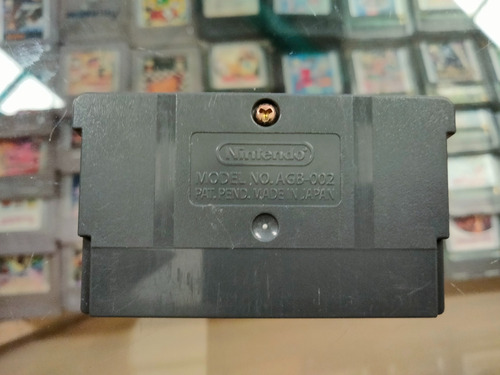 Nintendo
MODEL NO. AGB-002
PAT. PEND. MADE IN JAPAN